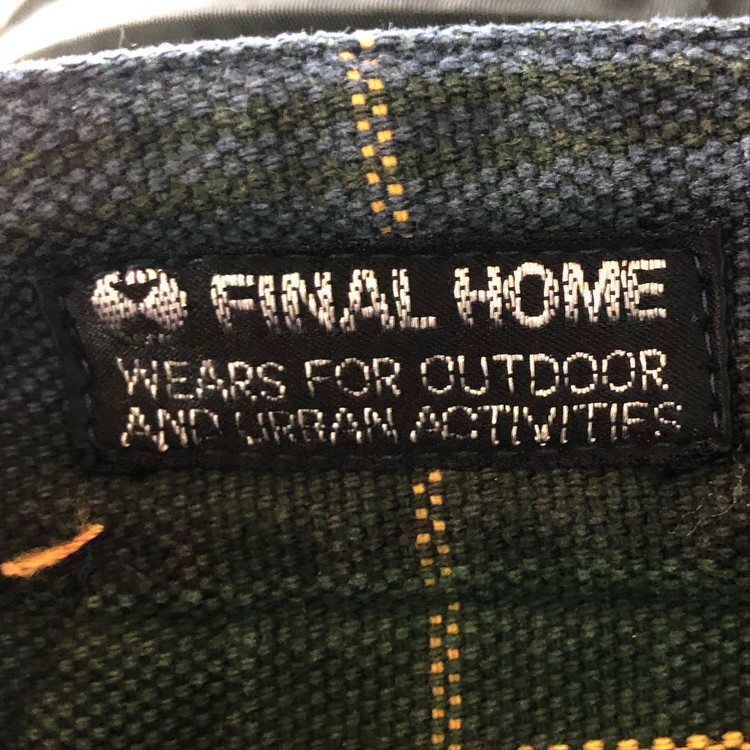 FINAL HOME
WEARS FOR OUTDOOR
AND URBAN ACTIVITIES